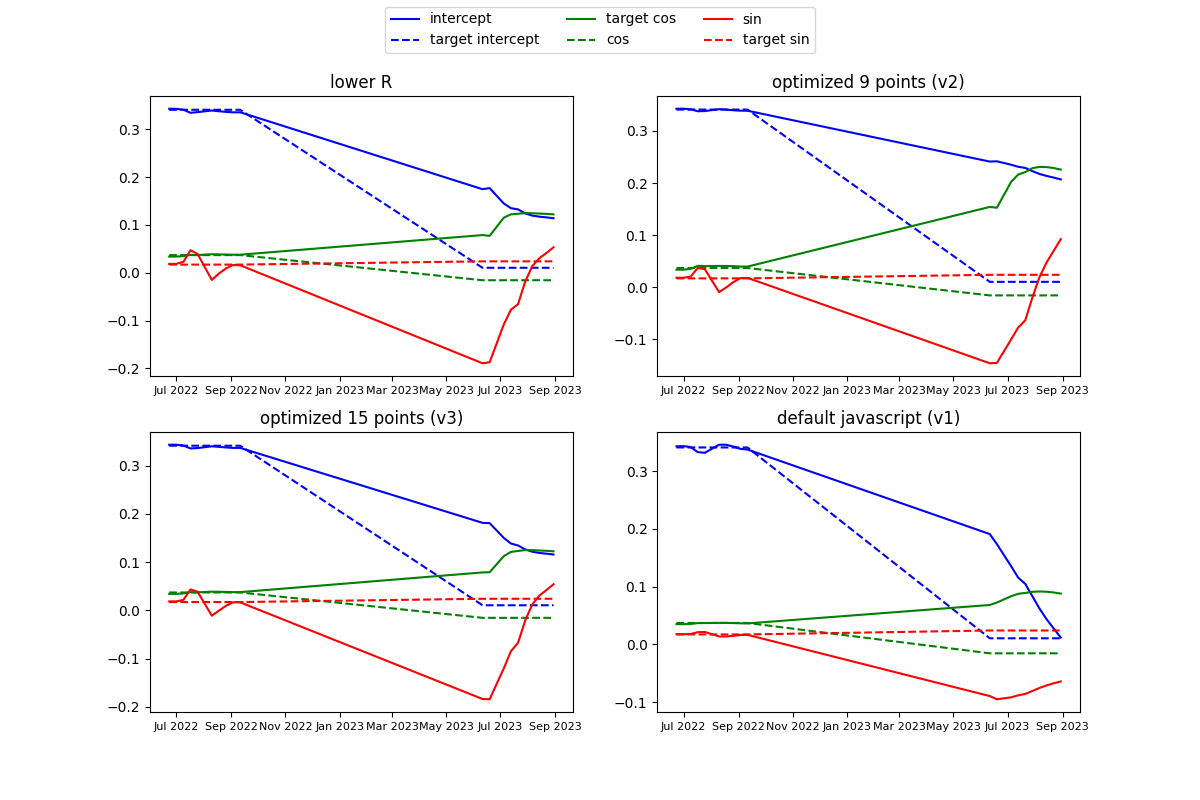 intercept target cos sin
target intercept cos target sin
lower R
0.3
0.2
0.1
0.0
−0.1
−0.2
Jul 2022 Sep 2022 Nov 2022 Jan 2023 Mar 2023 May 2023 Jul 2023 Sep 2023
optimized 9 points (v2)
0.3
0.2
0.1
0.0
−0.1
Jul 2022 Sep 2022 Nov 2022 Jan 2023 Mar 2023 May 2023 Jul 2023 Sep 2023
optimized 15 points (v3)
0.3
0.2
0.1
0.0
−0.1
−0.2
Jul 2022 Sep 2022 Nov 2022 Jan 2023 Mar 2023 May 2023 Jul 2023 Sep 2023
default javascript (v1)
0.3
0.2
0.1
0.0
−0.1
Jul 2022 Sep 2022 Nov 2022 Jan 2023 Mar 2023 May 2023 Jul 2023 Sep 2023